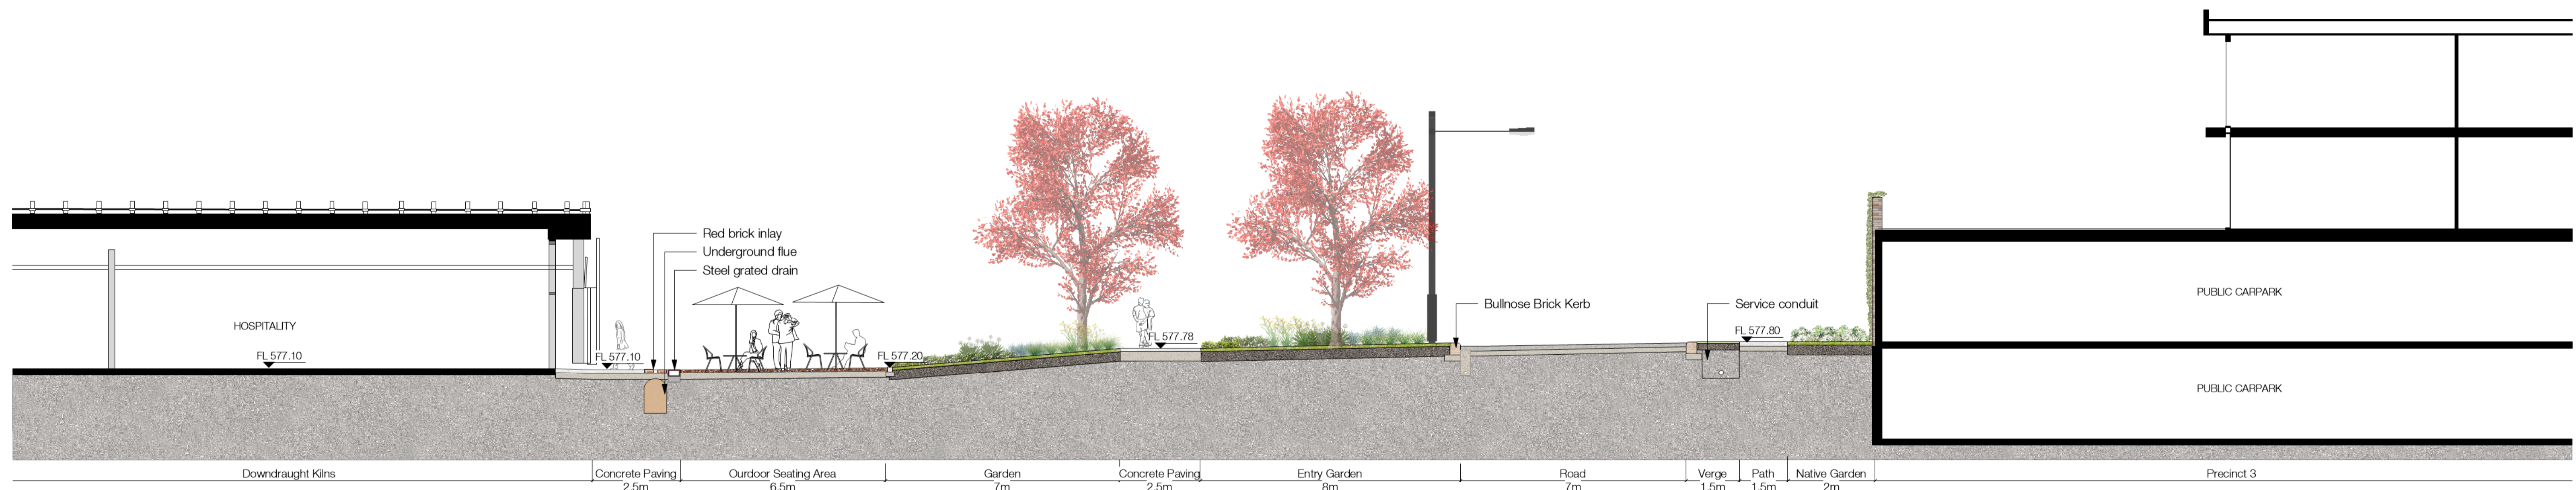 Red brick inlay
Underground flue
Steel grated drain
HOSPITALITY
FL 577.10
FL 577.10
FL 577.20
FL 577.78
Bullnose Brick Kerb
Service conduit
FL 577.80
PUBLIC CARPARK
PUBLIC CARPARK
Downdraught Kilns
Concrete Paving
2.5m
Ourdoor Seating Area
6.5m
Garden
7m
Concrete Paving
2.5m
Entry Garden
8m
Road
7m
Verge
1.5m
Path
1.5m
Native Garden
2m
Precinct 3